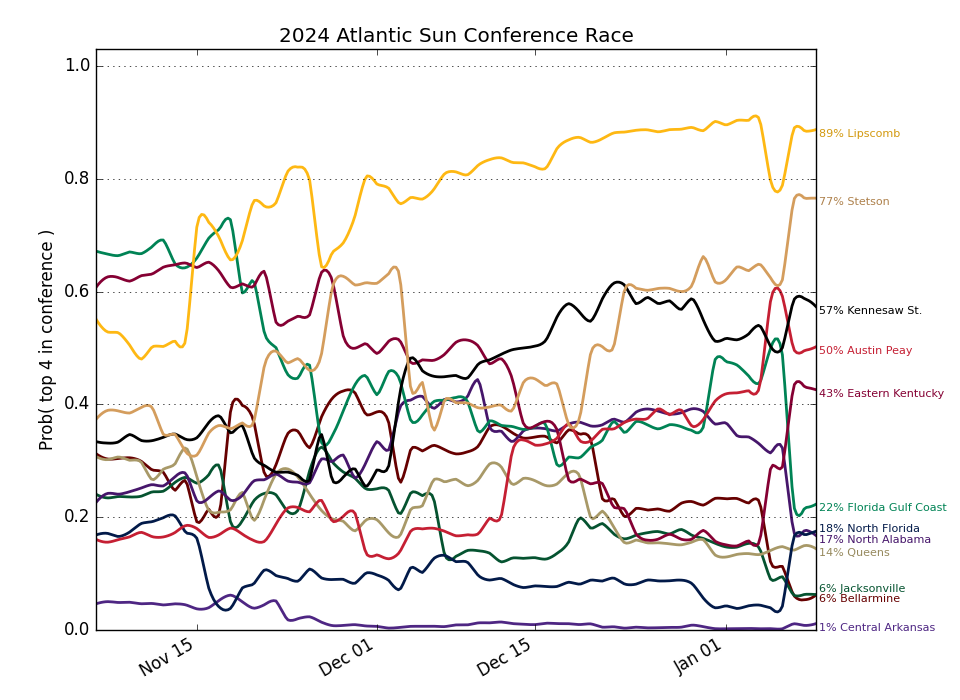 2024 Atlantic Sun Conference Race
Prob( top 4 in conference )
1.0
0.8
0.6
0.4
0.2
0.0
Nov 15
Dec 01
Dec 15
Jan 01
89% Lipscomb
77% Stetson
57% Kennesaw St.
50% Austin Peay
43% Eastern Kentucky
22% Florida Gulf Coast
18% North Florida
17% North Alabama
14% Queens
6% Jacksonville
6% Bellarmine
1% Central Arkansas